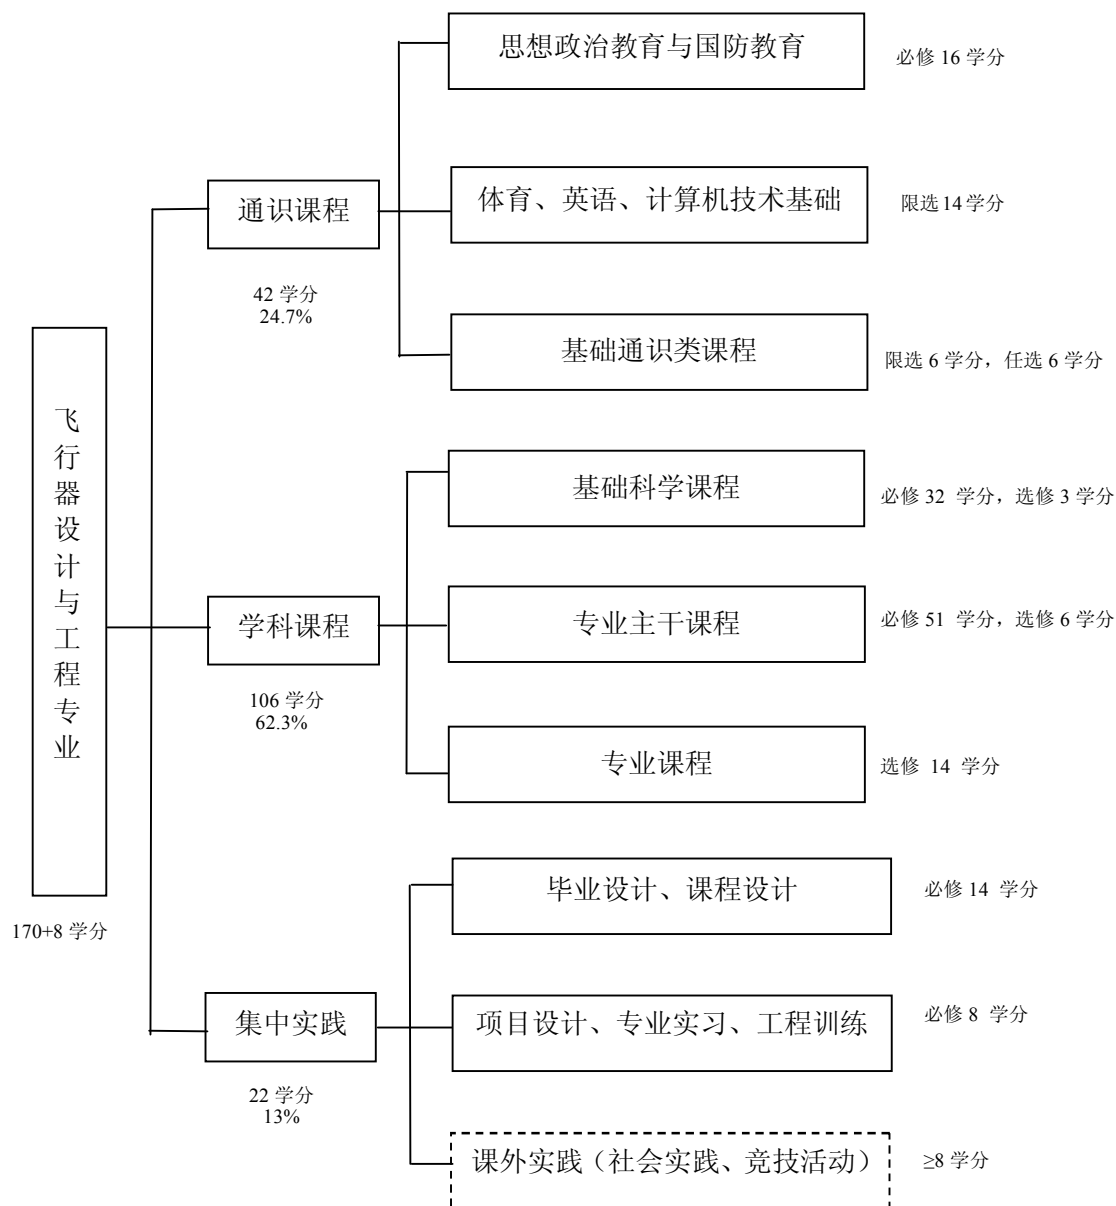 思想政治教育与国防教育
必修 16 学分
通识课程
42 学分
24.7%
体育、英语、计算机技术基础
限选 14 学分
基础通识类课程
限选 6 学分，任选 6 学分
飞行器设计与工程专业
170+8 学分
基础科学课程
必修 32 学分，选修 3 学分
学科课程
106 学分
62.3%
专业主干课程
必修 51 学分，选修 6 学分
专业课程
选修 14 学分
毕业设计、课程设计
必修 14 学分
集中实践
22 学分
13%
项目设计、专业实习、工程训练
必修 8 学分
课外实践（社会实践、竞技活动）
≥8 学分